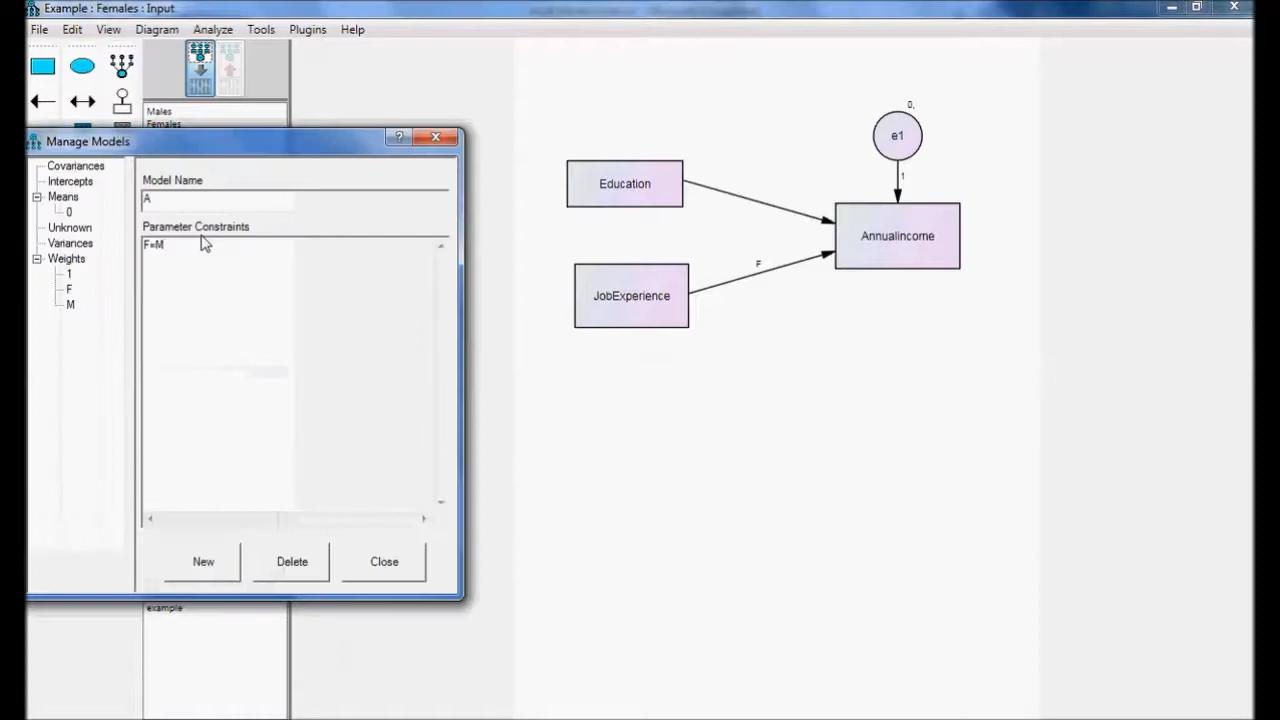 Example : Females : Input
File Edit View Diagram Analyze Tools Plugins Help
Males
Females
Manage Models
?
Covariances
Intercepts
Means
0
Unknown
Variances
Weights
1
F
M
Model Name
A
Parameter Constraints
F=M
New Delete Close
example
0,
e1
1
Education
AnnualIncome
F
JobExperience